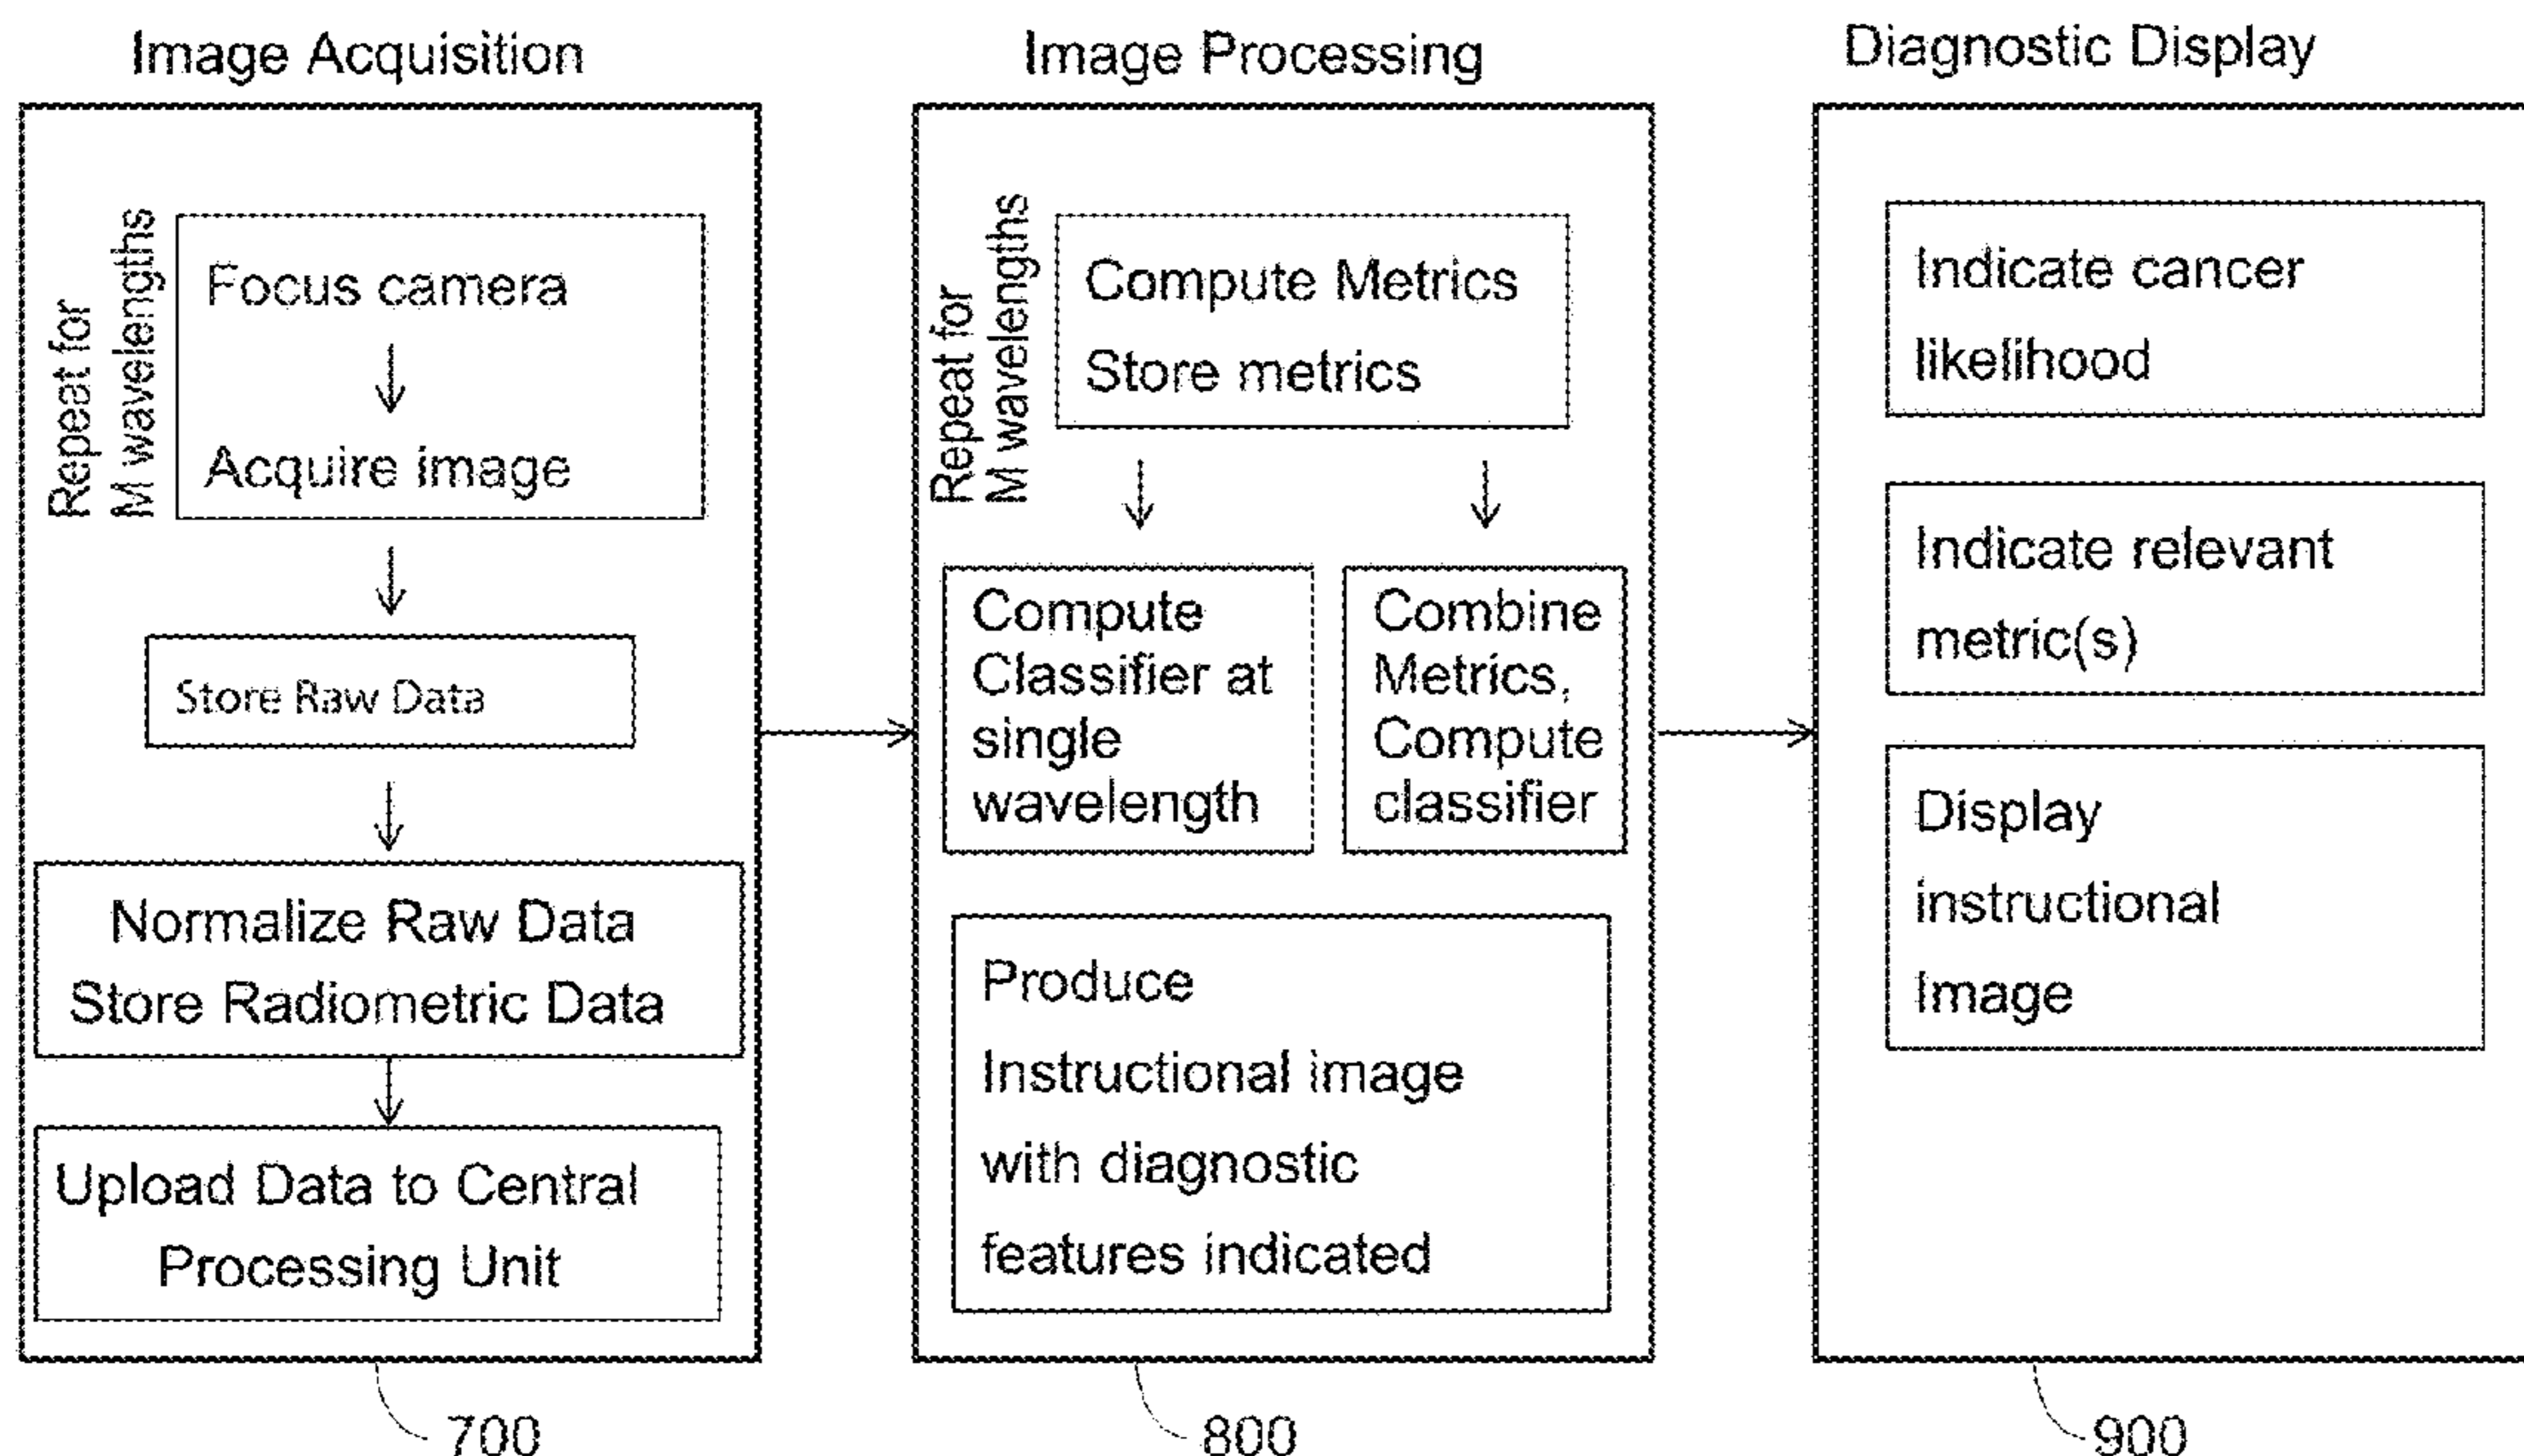 Image Acquisition
Repeat for
M wavelengths
Focus camera
Acquire image
Store Raw Data
Normalize Raw Data
Store Radiometric Data
Upload Data to Central
Processing Unit
700
Image Processing
Repeat for
M wavelengths
Compute Metrics
Store metrics
Compute
Classifier at
single
wavelength
Combine
Metrics,
Compute
classifier
Produce
Instructional image
with diagnostic
features indicated
800
Diagnostic Display
Indicate cancer
likelihood
Indicate relevant
metric(s)
Display
instructional
Image
900